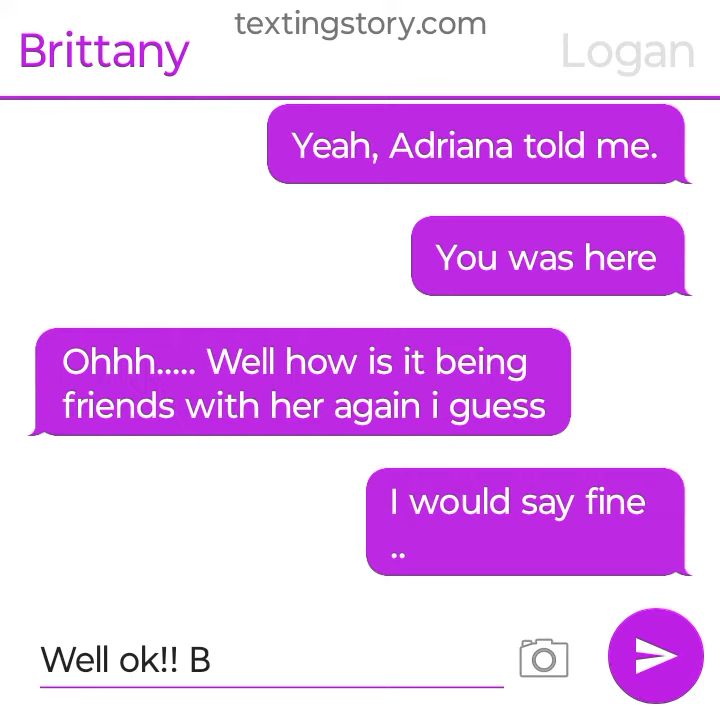 textingstory.com
Brittany
Logan
Yeah, Adriana told me.
You was here
Ohhh..... Well how is it being
friends with her again i guess
I would say fine
..
Well ok!! B